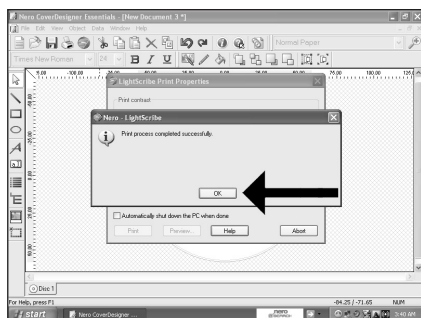 Nero CoverDesigner Essentials - [New Document 3 *]
File Edit View Object Data Window Help
Normal Paper
Times New Roman 24 B I U
LightScribe Print Properties
Print contrast
Nero - LightScribe
Print process completed successfully.
OK
Automatically shut down the PC when done
Print Preview... Help Abort
Disc 1
For Help, press F1 -84.25 / -71.65 NUM
start Nero CoverDesigner ... nero 5:40 AM